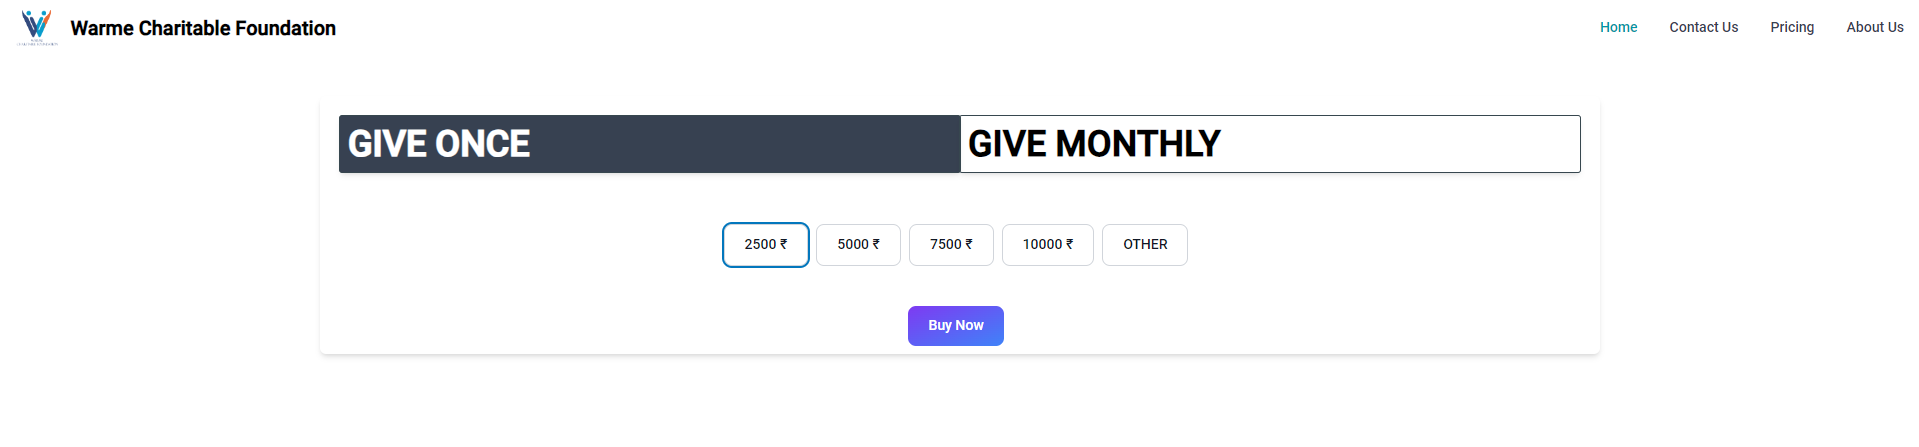 Warme Charitable Foundation
Home Contact Us Pricing About Us
GIVE ONCE GIVE MONTHLY
2500 ₹ 5000 ₹ 7500 ₹ 10000 ₹ OTHER
Buy Now